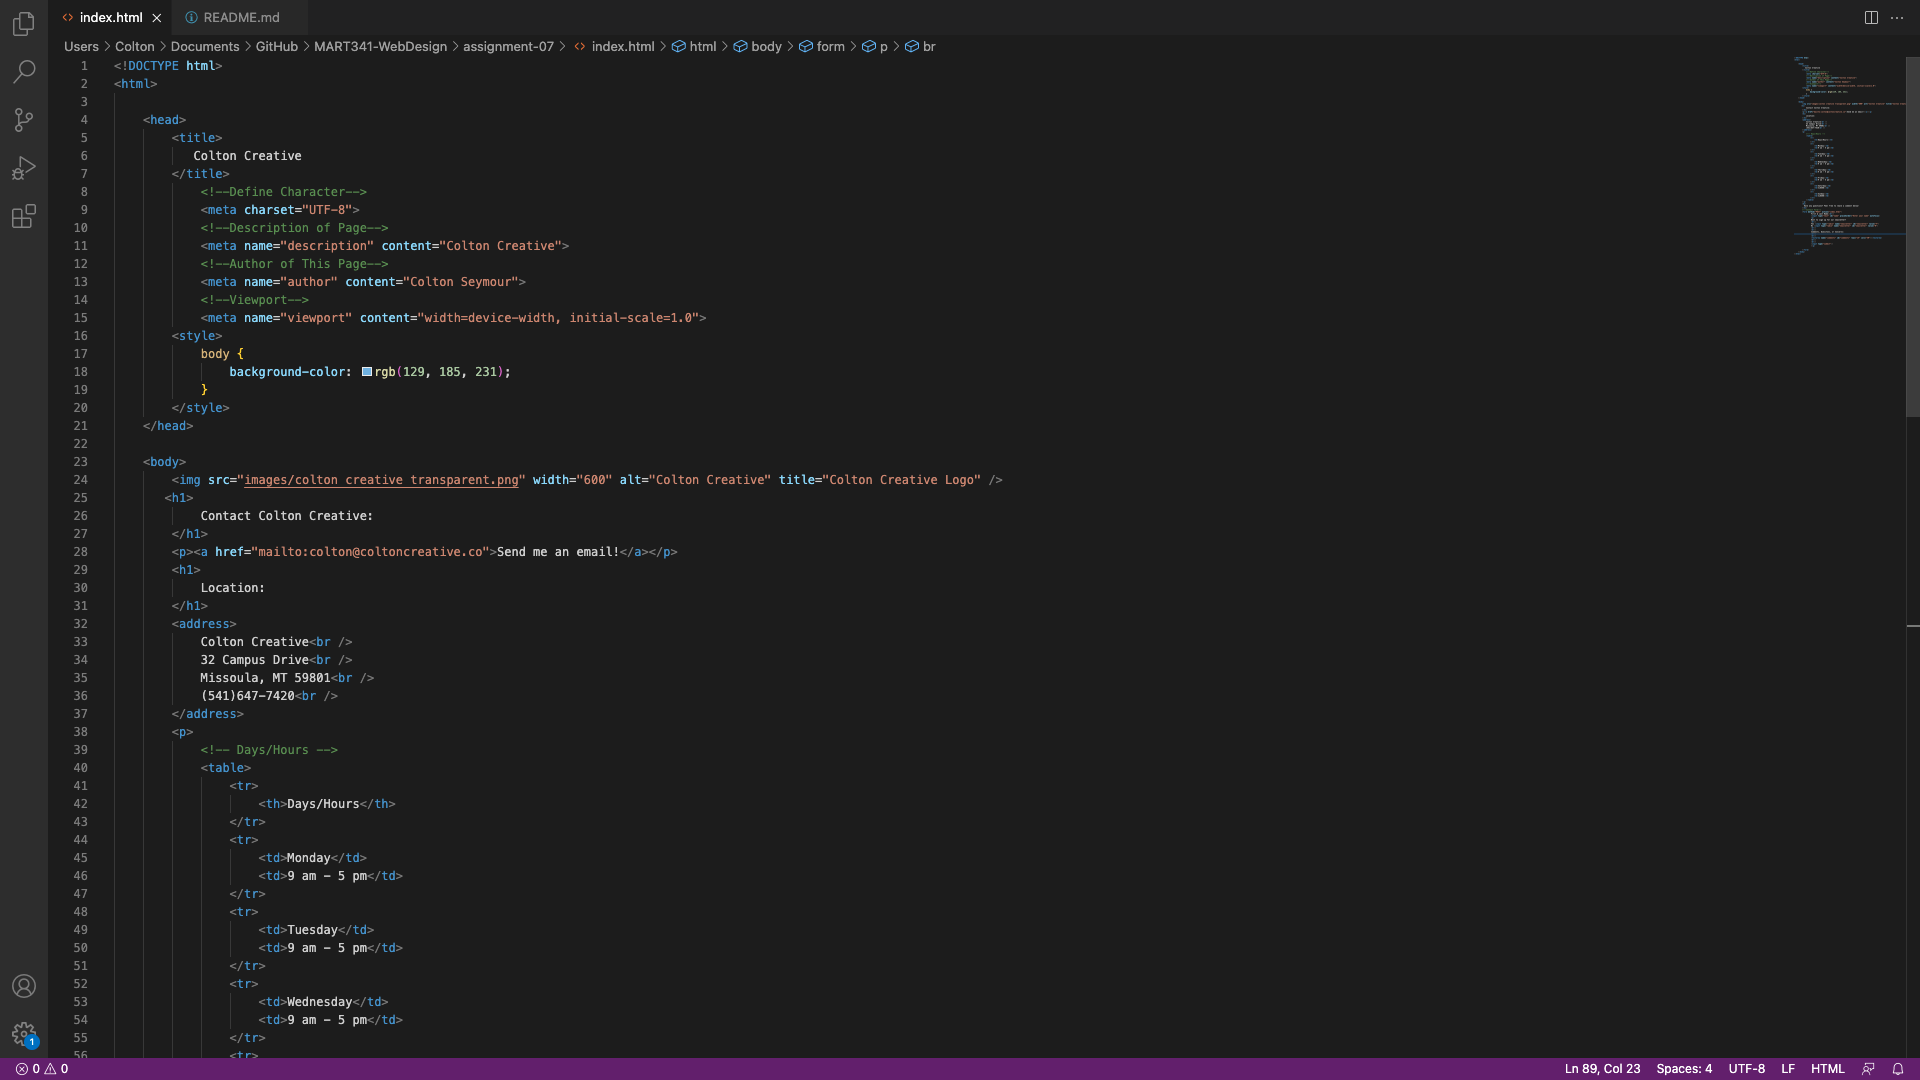 index.html
README.md
Users > Colton > Documents > GitHub > MART341-WebDesign > assignment-07 > index.html > html > body > form > p > br
1 <!DOCTYPE html>
2 <html>
3
4 <head>
5 <title>
6 Colton Creative
7 </title>
8 <!--Define Character-->
9 <meta charset="UTF-8">
10 <!--Description of Page-->
11 <meta name="description" content="Colton Creative">
12 <!--Author of This Page-->
13 <meta name="author" content="Colton Seymour">
14 <!--Viewport-->
15 <meta name="viewport" content="width=device-width, initial-scale=1.0">
16 <style>
17 body {
18 background-color: rgb(129, 185, 231);
19 }
20 </style>
21 </head>
22
23 <body>
24 <img src="images/colton creative transparent.png" width="600" alt="Colton Creative" title="Colton Creative Logo" />
25 <h1>
26 Contact Colton Creative:
27 </h1>
28 <p><a href="mailto:colton@coltoncreative.co">Send me an email!</a></p>
29 <h1>
30 Location:
31 </h1>
32 <address>
33 Colton Creative<br />
34 32 Campus Drive<br />
35 Missoula, MT 59801<br />
36 (541)647-7420<br />
37 </address>
38 <p>
39 <!-- Days/Hours -->
40 <table>
41 <tr>
42 <th>Days/Hours</th>
43 </tr>
44 <tr>
45 <td>Monday</td>
46 <td>9 am - 5 pm</td>
47 </tr>
48 <tr>
49 <td>Tuesday</td>
50 <td>9 am - 5 pm</td>
51 </tr>
52 <tr>
53 <td>Wednesday</td>
54 <td>9 am - 5 pm</td>
55 </tr>
56 <tr>
1
0 0 Ln 89, Col 23 Spaces: 4 UTF-8 LF HTML